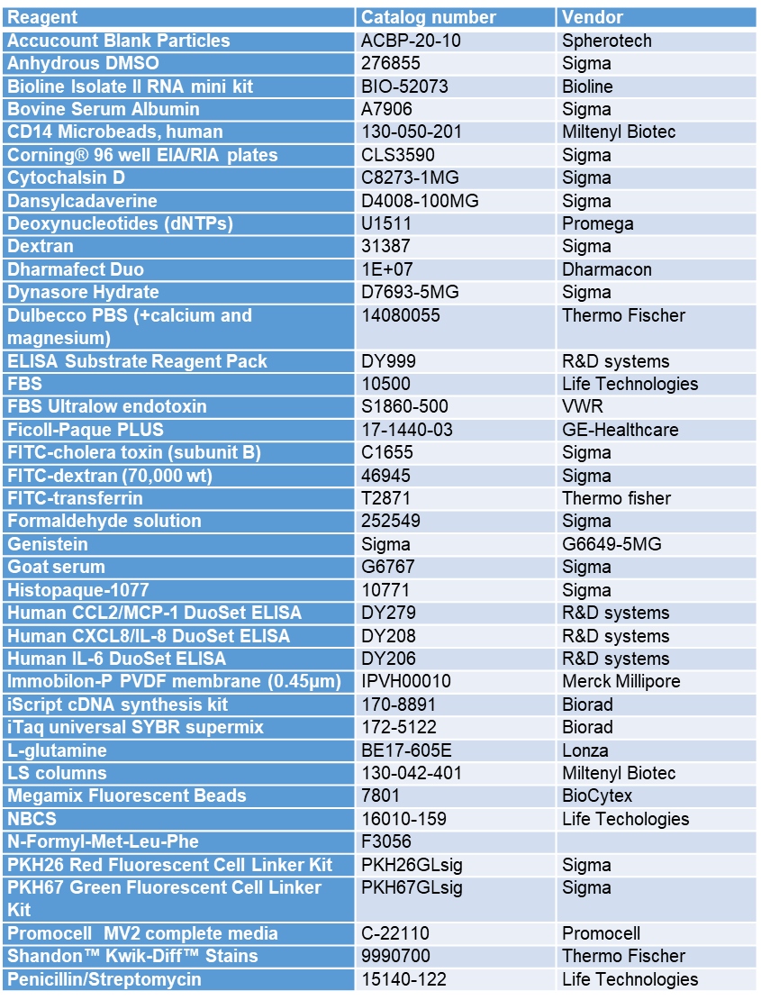 Reagent Catalog number Vendor
Accucount Blank Particles ACBP-20-10 Spherotech
Anhydrous DMSO 276855 Sigma
Bioline Isolate II RNA mini kit BIO-52073 Bioline
Bovine Serum Albumin A7906 Sigma
CD14 Microbeads, human 130-050-201 Miltenyi Biotec
Corning® 96 well EIA/RIA plates CLS3590 Sigma
Cytochalsin D C8273-1MG Sigma
Dansylcadaverine D4008-100MG Sigma
Deoxynucleotides (dNTPs) U1511 Promega
Dextran 31387 Sigma
Dharmafect Duo 1E+07 Dharmacon
Dynasore Hydrate D7693-5MG Sigma
Dulbecco PBS (+calcium and 14080055 Thermo Fischer
magnesium)
ELISA Substrate Reagent Pack DY999 R&D systems
FBS 10500 Life Technologies
FBS Ultralow endotoxin S1860-500 VWR
Ficoll-Paque PLUS 17-1440-03 GE-Healthcare
FITC-cholera toxin (subunit B) C1655 Sigma
FITC-dextran (70,000 wt) 46945 Sigma
FITC-transferrin T2871 Thermo fisher
Formaldehyde solution 252549 Sigma
Genistein Sigma G6649-5MG
Goat serum G6767 Sigma
Histopaque-1077 10771 Sigma
Human CCL2/MCP-1 DuoSet ELISA DY279 R&D systems
Human CXCL8/IL-8 DuoSet ELISA DY208 R&D systems
Human IL-6 DuoSet ELISA DY206 R&D systems
Immobilon-P PVDF membrane (0.45µm) IPVH00010 Merck Millipore
iScript cDNA synthesis kit 170-8891 Biorad
iTaq universal SYBR supermix 172-5122 Biorad
L-glutamine BE17-605E Lonza
LS columns 130-042-401 Miltenyl Biotec
Megamix Fluorescent Beads 7801 BioCytex
NBCS 16010-159 Life Techologies
N-Formyl-Met-Leu-Phe F3056
PKH26 Red Fluorescent Cell Linker Kit PKH26GLsig Sigma
PKH67 Green Fluorescent Cell Linker PKH67GLsig Sigma
Kit
Promocell MV2 complete media C-22110 Promocell
Shandon™ Kwik-Diff™ Stains 9990700 Thermo Fischer
Penicillin/Streptomycin 15140-122 Life Technologies